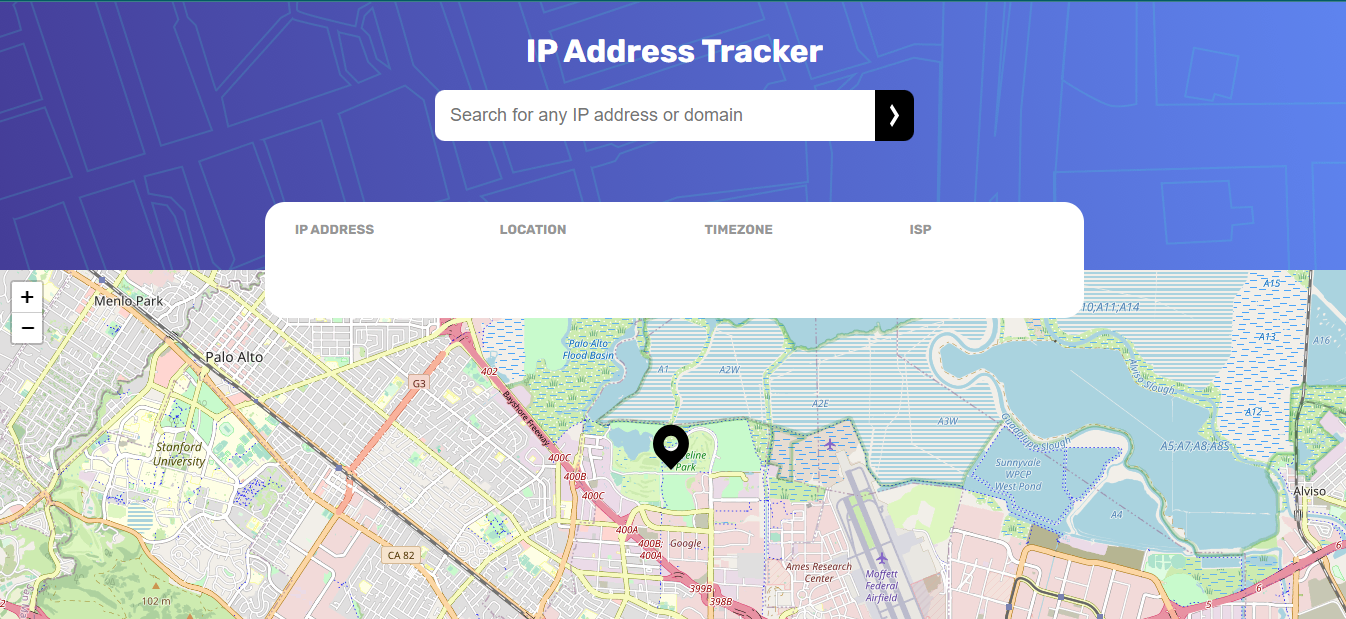 IP Address Tracker
Search for any IP address or domain
❯
IP ADDRESS
LOCATION
TIMEZONE
ISP
+
−
Menlo Park
Palo Alto
G3
402
Bayshore Freeway
Palo Alto
Flood Basin
A1
A2W
A2E
A3W
10;A11;A14
A15
A13
A16
A12
Alviso Slough
Guadalupe Slough
A5,A7,A8,A8S
Sunnyvale
WPCP
West Pond
A4
Alviso
Stanford
University
400C
400B
400C
Park
400A
400B;
400A
Google
CA 82
Ames Research
Center
Moffett
Federal
Airfield
399B
398B
102 m
2
6
6
5